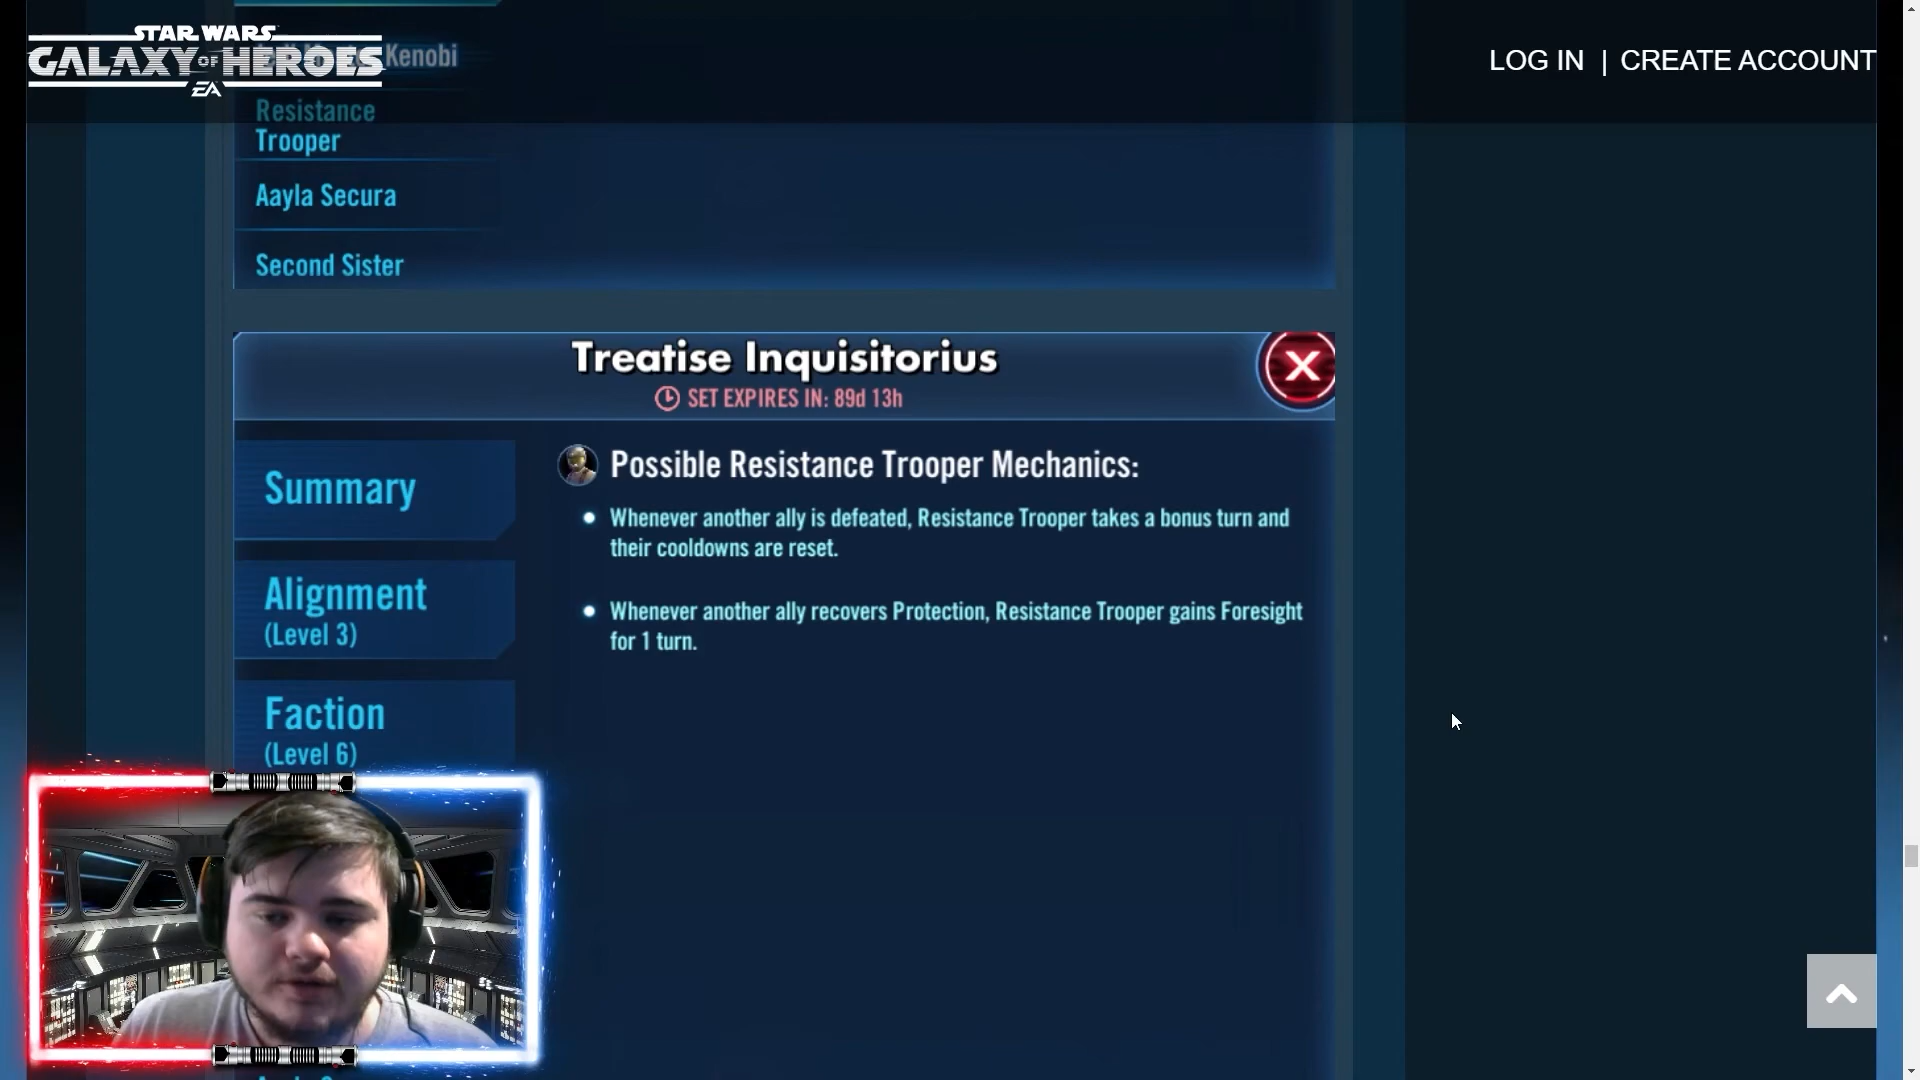 STAR WARS
GALAXY OF HEROES
EA
LOG IN | CREATE ACCOUNT
Kenobi
Resistance
Trooper
Aayla Secura
Second Sister
Treatise Inquisitorius
SET EXPIRES IN: 89d 13h
Summary
Alignment
(Level 3)
Faction
(Level 6)
Possible Resistance Trooper Mechanics:
Whenever another ally is defeated, Resistance Trooper takes a bonus turn and
their cooldowns are reset.
Whenever another ally recovers Protection, Resistance Trooper gains Foresight
for 1 turn.